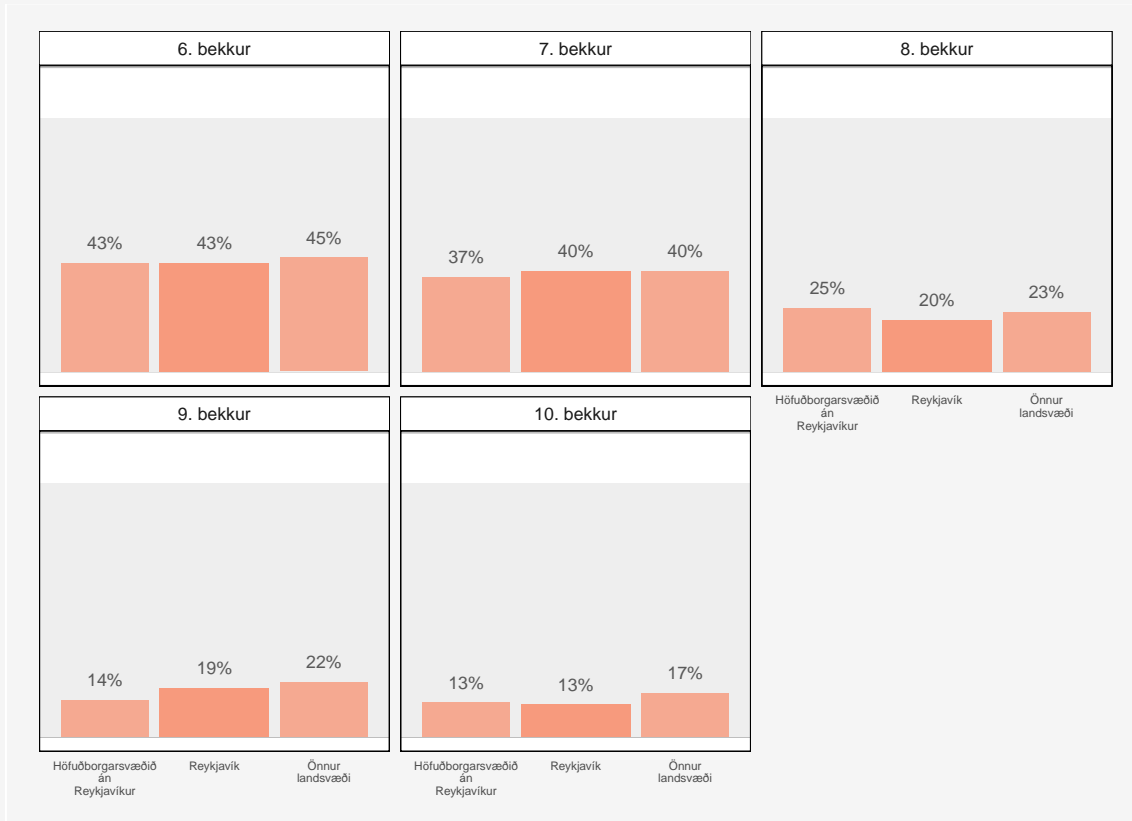 6. bekkur
7. bekkur
8. bekkur
43%
43%
45%
37%
40%
40%
25%
20%
23%
Höfuðborgarsvæðið
án
Reykjavíkur
Reykjavík
Önnur
landsvæði
9. bekkur
10. bekkur
14%
19%
22%
13%
13%
17%
Höfuðborgarsvæðið
án
Reykjavíkur
Reykjavík
Önnur
landsvæði
Höfuðborgarsvæðið
án
Reykjavíkur
Reykjavík
Önnur
landsvæði